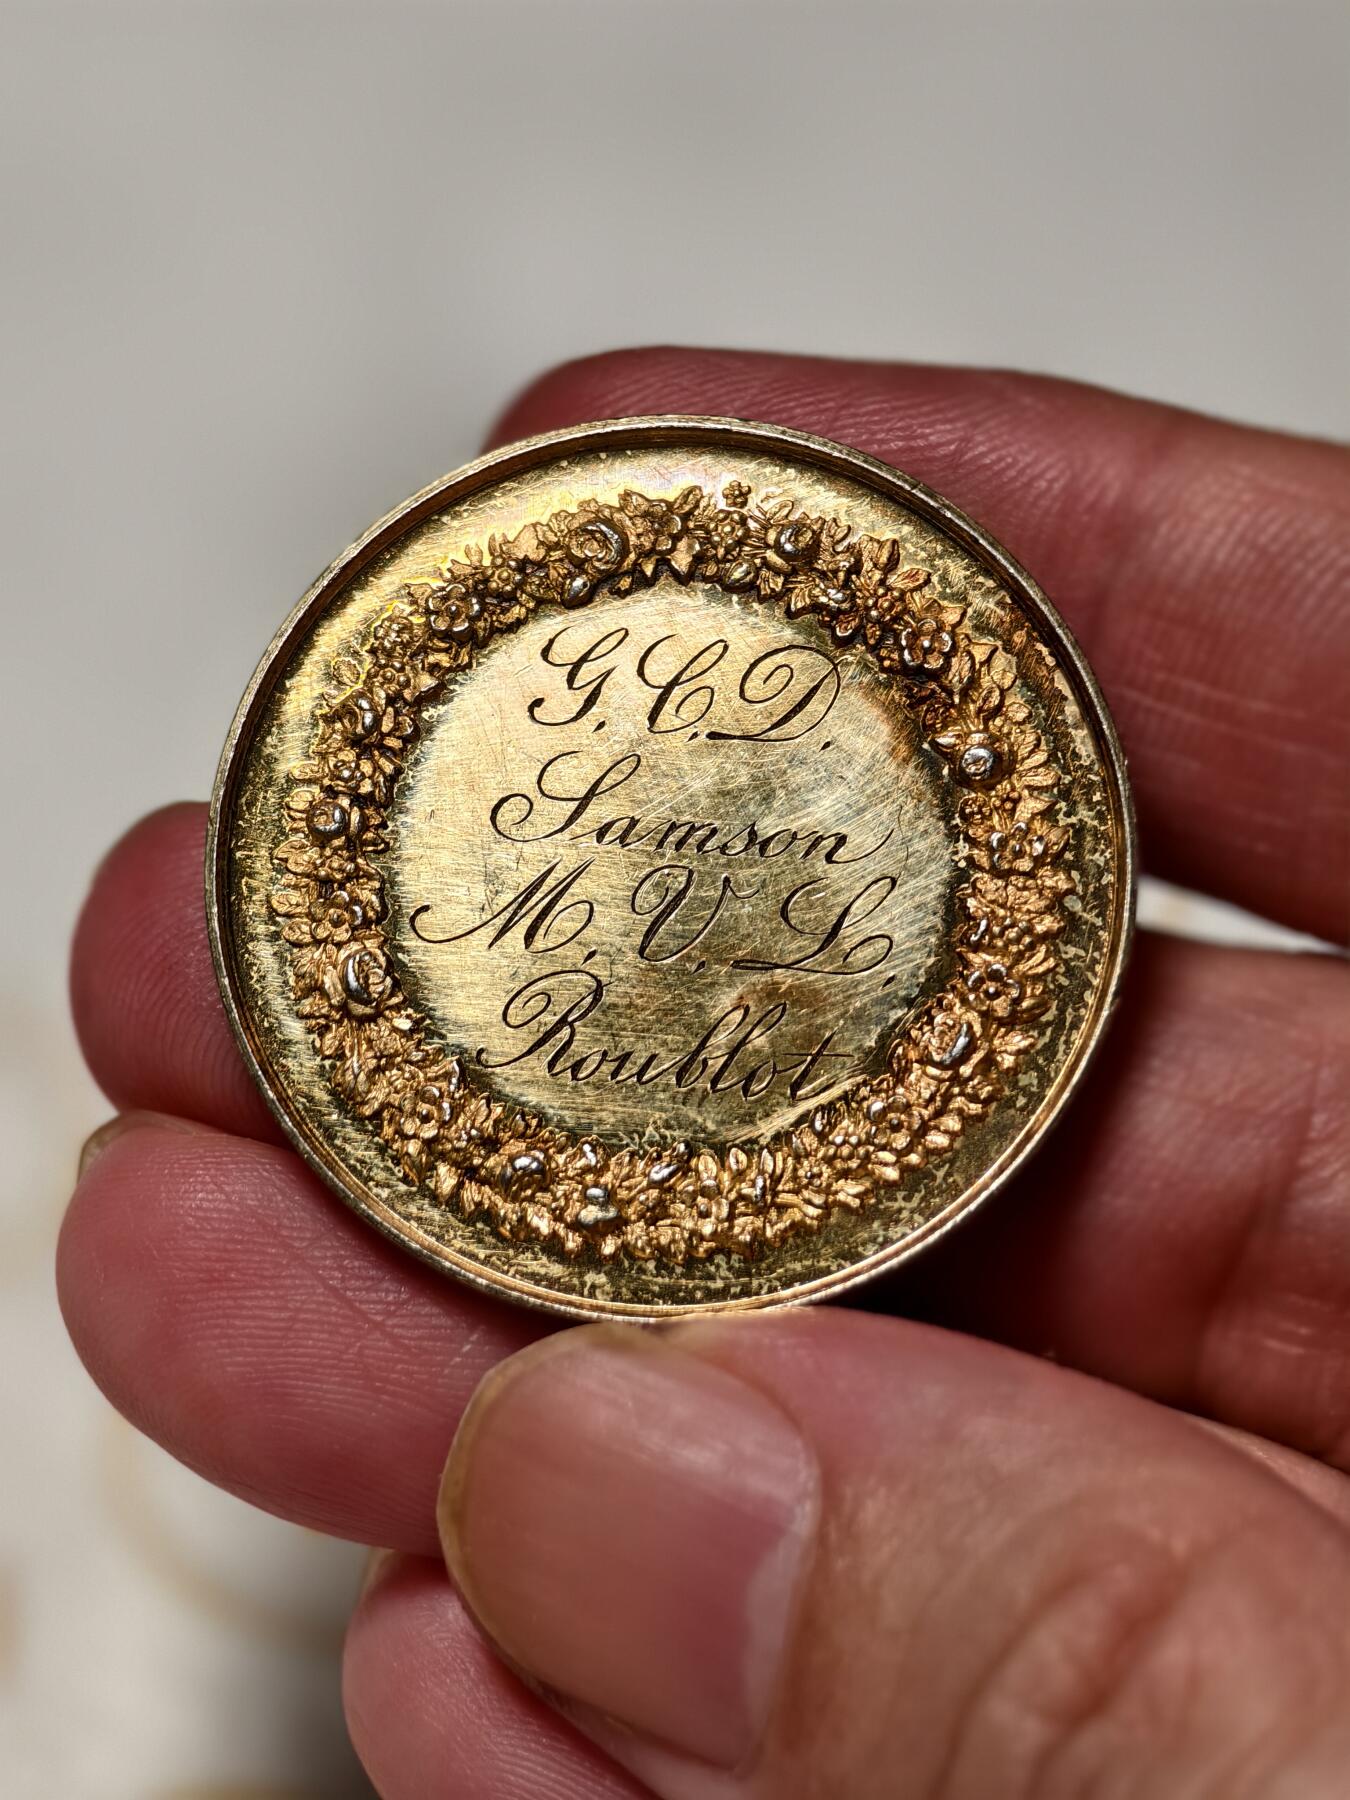 G. C. D.
Samson
M. V. L.
Roublot